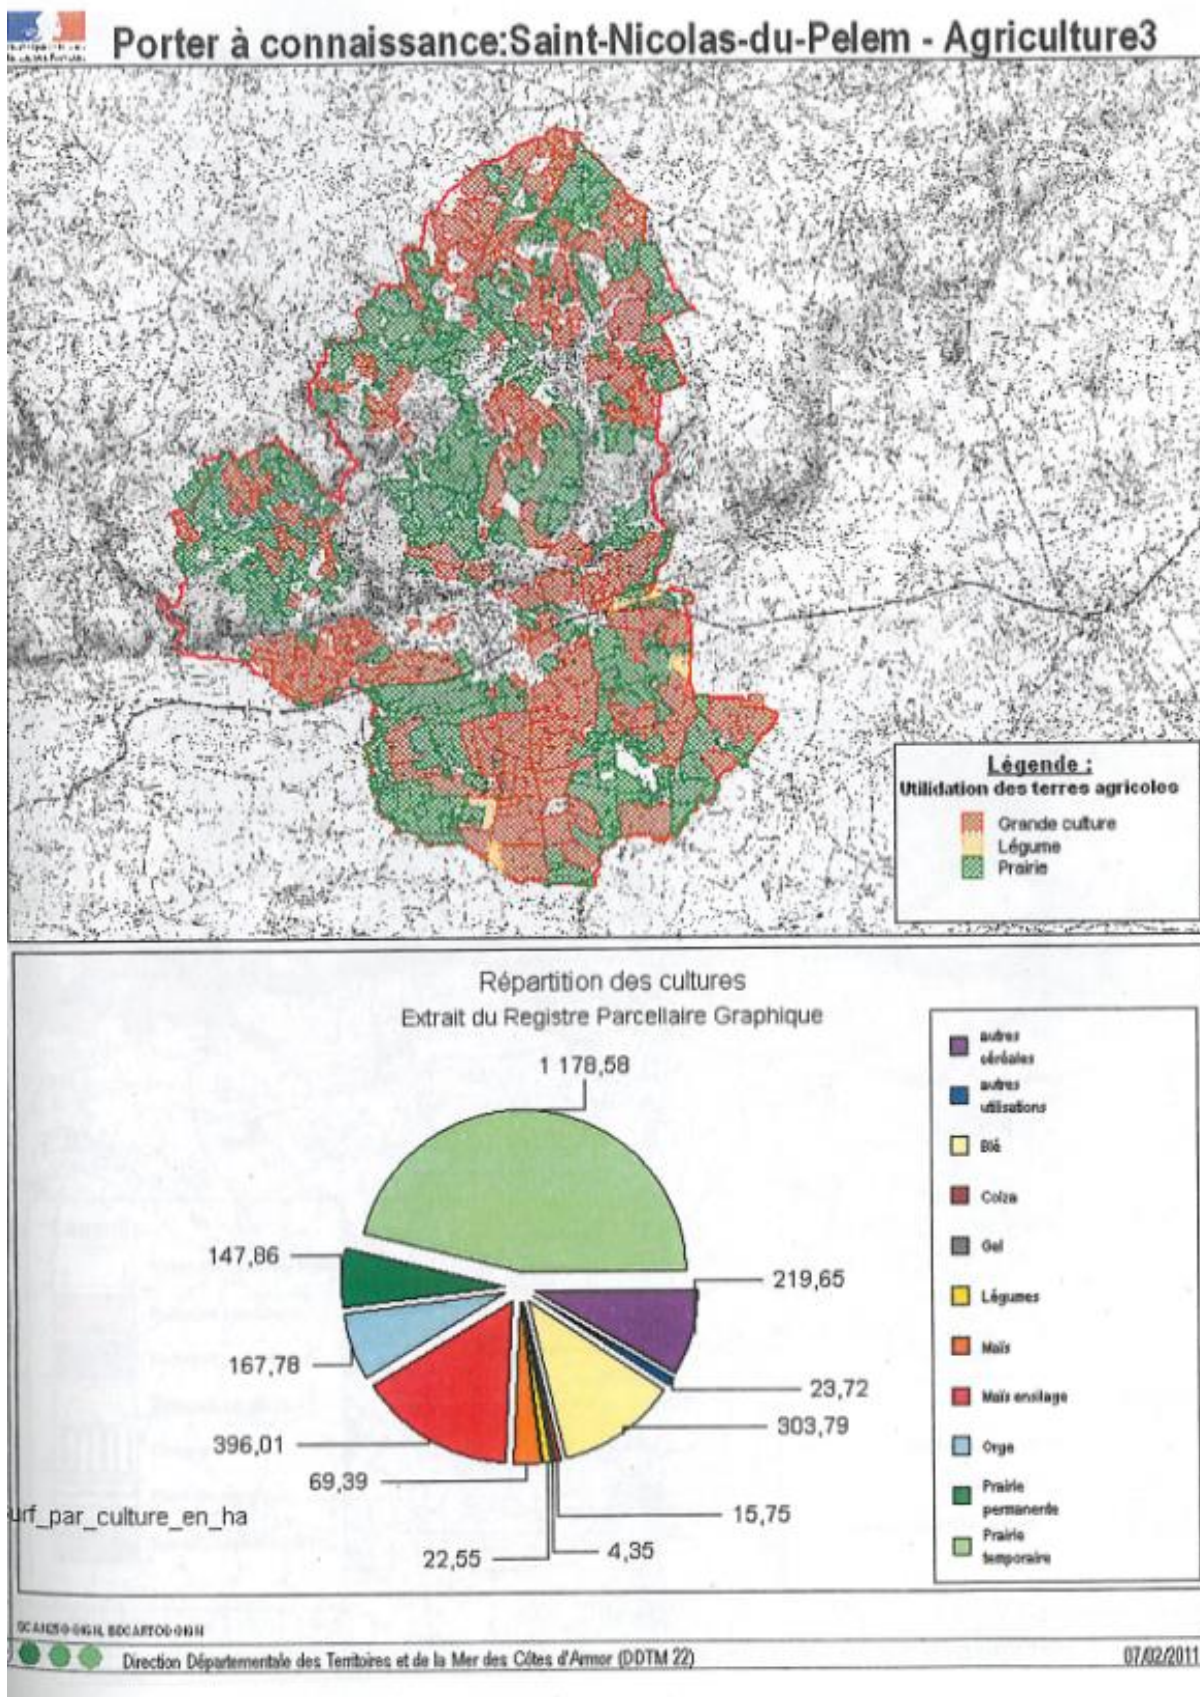 Porter à connaissance:Saint-Nicolas-du-Pelem - Agriculture3
Légende :
Utilidation des terres agricoles
Grande culture
Légume
Prairie
Répartition des cultures
Extrait du Registre Parcellaire Graphique
1 178,58
147,86
219,65
167,78
23,72
303,79
396,01
69,39
15,75
4,35
22,55
urf_par_culture_en_ha
autres
céréales
autres
utilisations
Blé
Colza
Gel
Légumes
Maïs
Maïs ensilage
Orge
Prairie
permanente
Prairie
temporaire
Direction Départementale des Territoires et de la Mer des Côtes d'Armor (DDTM 22)
07/02/2011